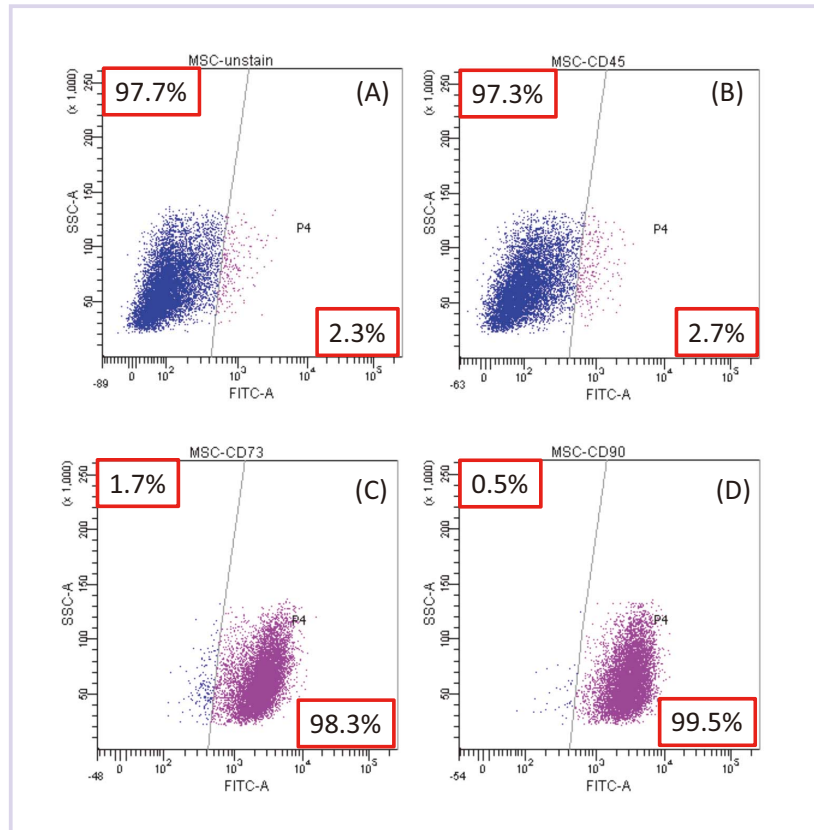 MSC-unstain
97.7%
(A)
(x 1,000)
250
200
150
100
50
SSC-A
P4
2.3%
-89
0
10²
10³
10⁴
10⁵
FITC-A
MSC-CD45
97.3%
(B)
(x 1,000)
250
200
150
100
50
SSC-A
P4
2.7%
-63
0
10²
10³
10⁴
10⁵
FITC-A
MSC-CD73
1.7%
(C)
(x 1,000)
250
200
150
100
50
SSC-A
P4
98.3%
-48
0
10²
10³
10⁴
10⁵
FITC-A
MSC-CD90
0.5%
(D)
(x 1,000)
250
200
150
100
50
SSC-A
P4
99.5%
-54
0
10²
10³
10⁴
10⁵
FITC-A